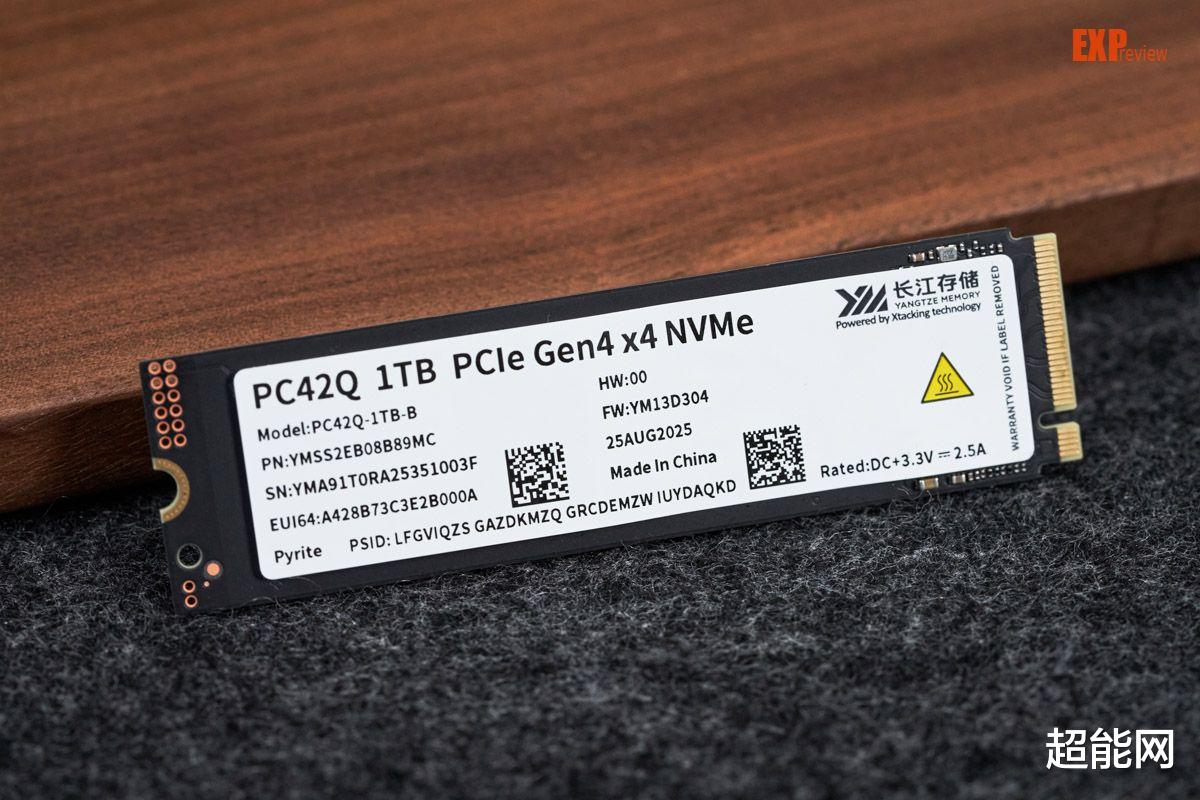 EXPreview
PC42Q 1TB PCIe Gen4 x4 NVMe
长江存储
YANGTZE MEMORY
Powered by Xtacking technology
Model:PC42Q-1TB-B
PN:YMSS2EB08B89MC
SN:YMA91T0RA25351003F
EUI64:A428B73C3E2B000A
Pyrite
PSID: LFGVIQZS GAZDKMZQ GRCDEMZW IUYDAQKD
HW:00
FW:YM13D304
25AUG2025
Made In China
Rated:DC+3.3V ⎓ 2.5A
WARRANTY VOID IF LABEL REMOVED
超能网